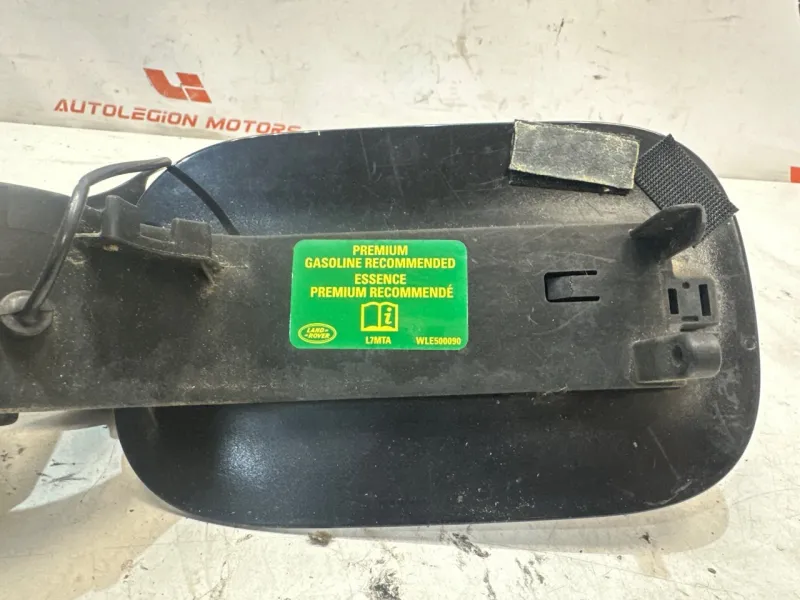 AUTOLEGION MOTORS
PREMIUM
GASOLINE RECOMMENDED
ESSENCE
PREMIUM RECOMMENDÉ
LAND-
-ROVER
L7MTA WLE500090